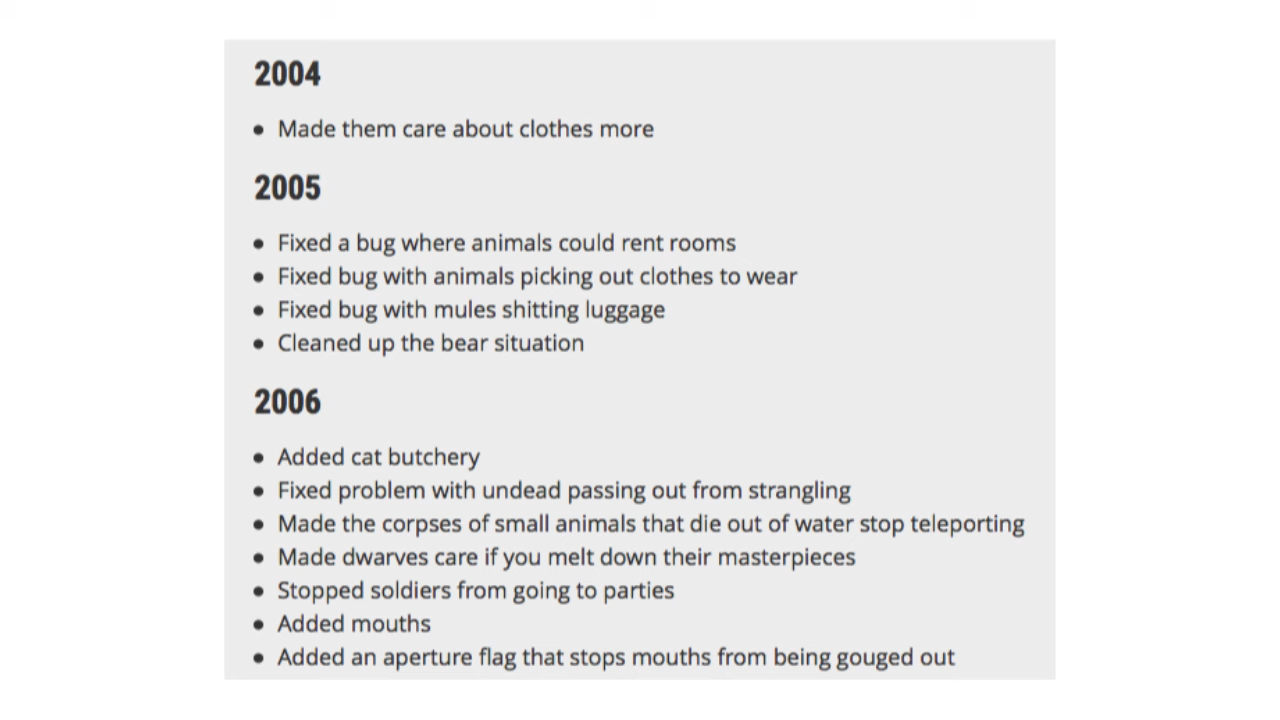 2004
• Made them care about clothes more
2005
• Fixed a bug where animals could rent rooms
• Fixed bug with animals picking out clothes to wear
• Fixed bug with mules shitting luggage
• Cleaned up the bear situation
2006
• Added cat butchery
• Fixed problem with undead passing out from strangling
• Made the corpses of small animals that die out of water stop teleporting
• Made dwarves care if you melt down their masterpieces
• Stopped soldiers from going to parties
• Added mouths
• Added an aperture flag that stops mouths from being gouged out